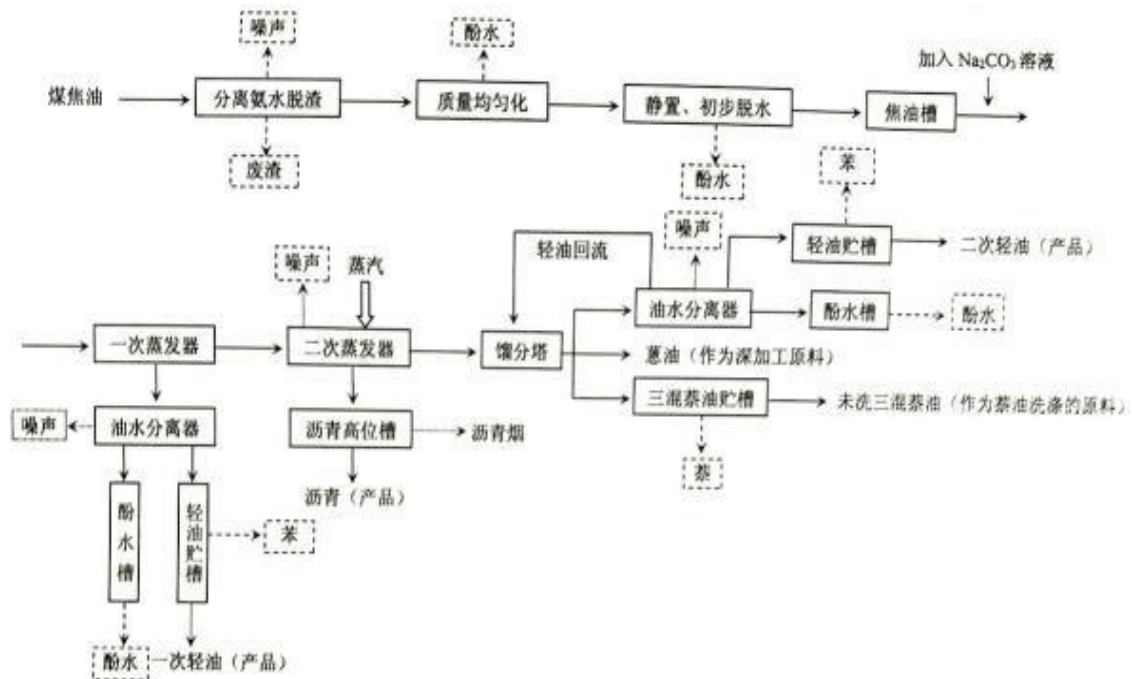 噪声
酚水
加入 Na₂CO₃ 溶液
煤焦油
分离氨水脱渣
质量均匀化
静置、初步脱水
焦油槽
废渣
酚水
苯
噪声
轻油回流
轻油贮槽
二次轻油（产品）
噪声
蒸汽
油水分离器
酚水槽
酚水
一次蒸发器
二次蒸发器
馏分塔
蒽油（作为深加工原料）
三混萘油贮槽
未洗三混萘油（作为萘油洗涤的原料）
噪声
油水分离器
沥青高位槽
沥青烟
萘
沥青（产品）
酚水槽
轻油贮槽
苯
酚水
一次轻油（产品）